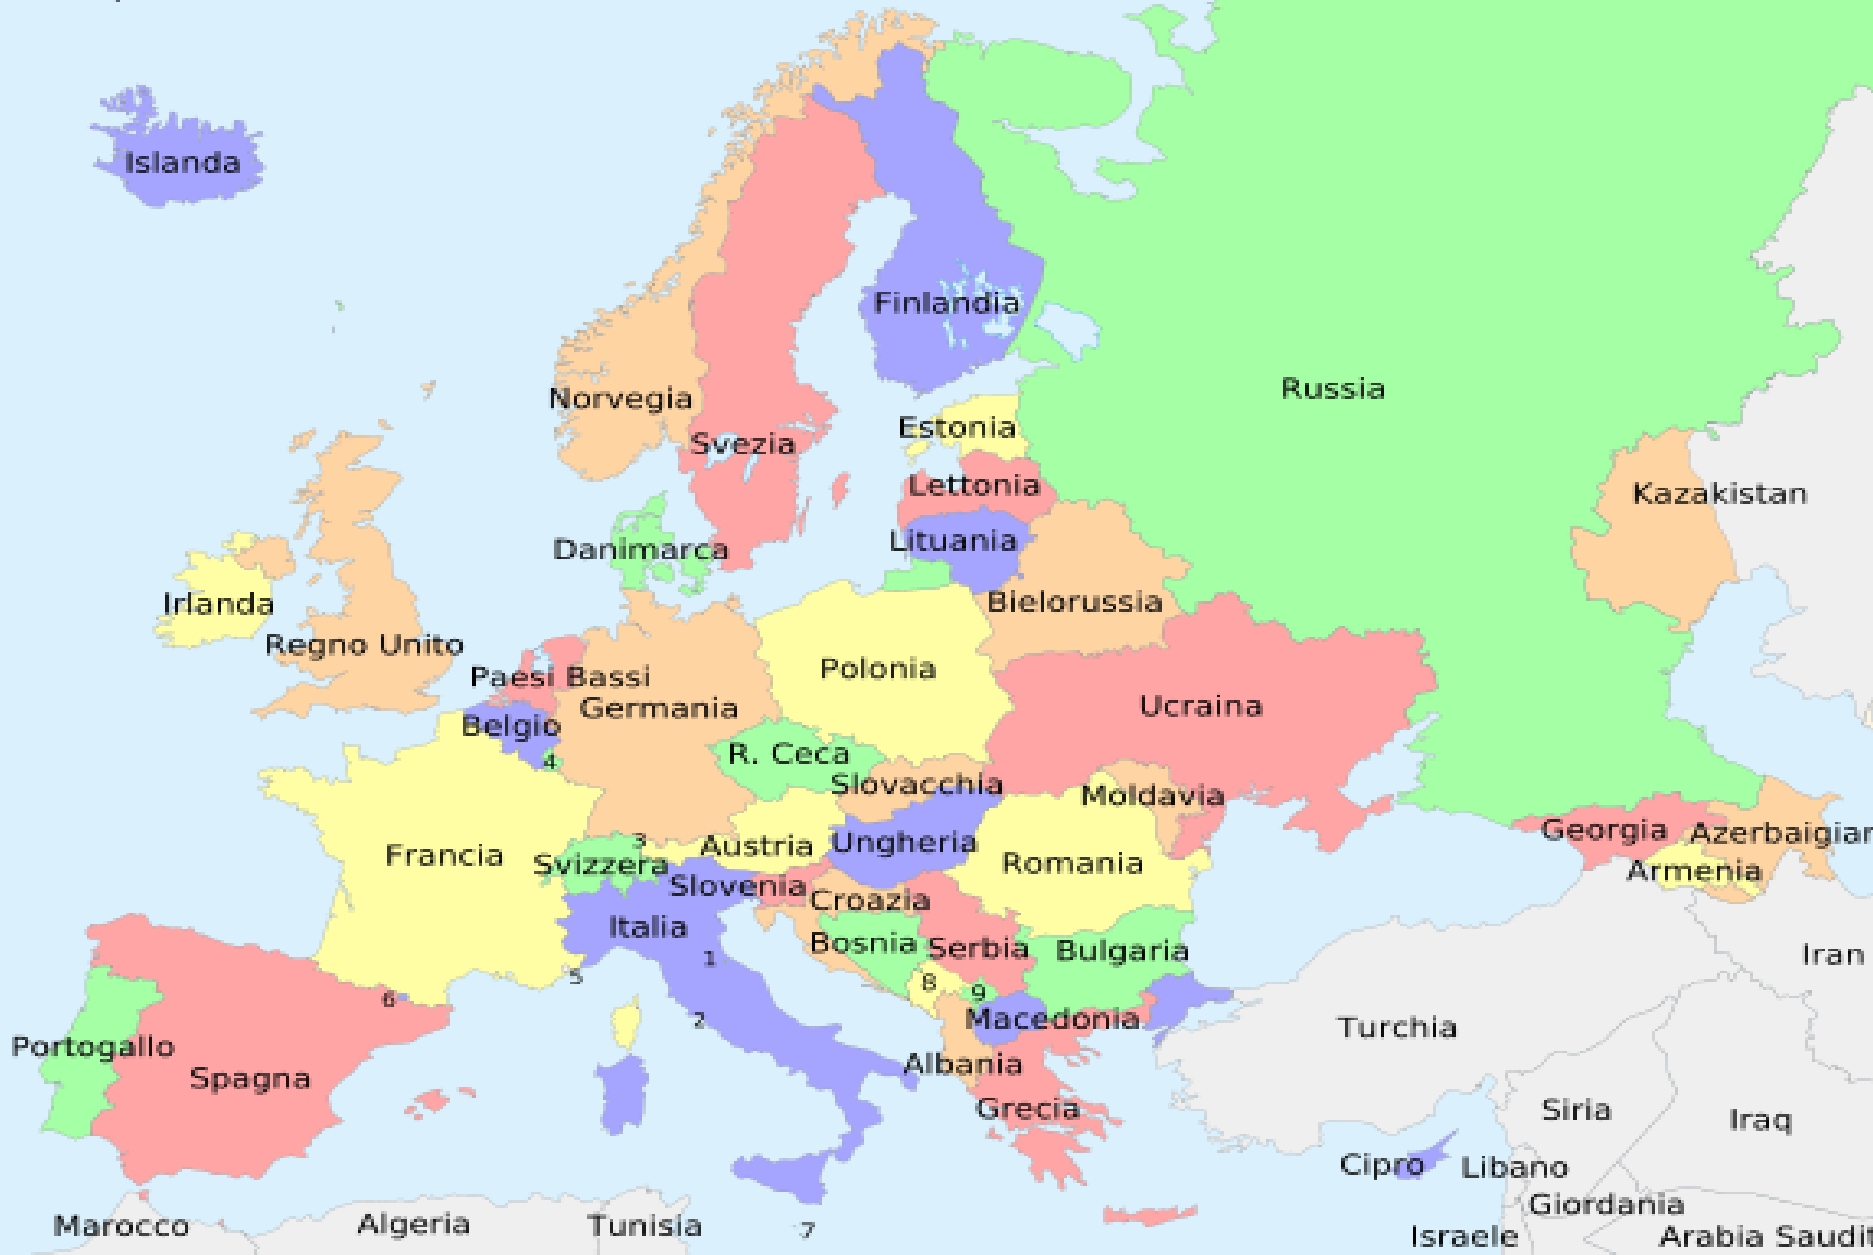 Islanda
Finlandia
Russia
Norvegia
Estonia
Svezia
Lettonia
Kazakistan
Lituania
Danimarca
Bielorussia
Irlanda
Regno Unito
Polonia
Paesi Bassi
Germania
Ucraina
Belgio
R. Ceca
4
Slovacchia
Moldavia
Georgia
Azerbaigian
3
Austria
Ungheria
Francia
Svizzera
Romania
Armenia
Slovenia
Croazia
Italia
Bosnia
Serbia
Bulgaria
Iran
1
5
8
9
6
2
Macedonia
Turchia
Portogallo
Albania
Spagna
Grecia
Siria
Iraq
Cipro
Libano
Giordania
Marocco
Algeria
Tunisia
7
Israele
Arabia Saudit